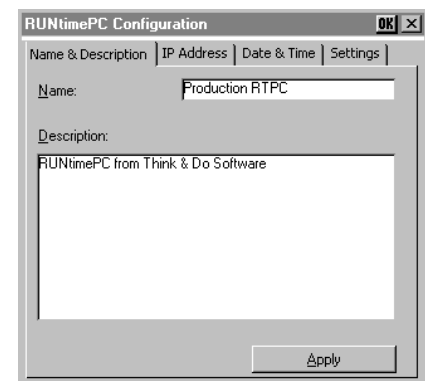 RUNtimePC Configuration OK ×
Name & Description IP Address Date & Time Settings
Name: Production RTPC
Description:
RUNtimePC from Think & Do Software
Apply